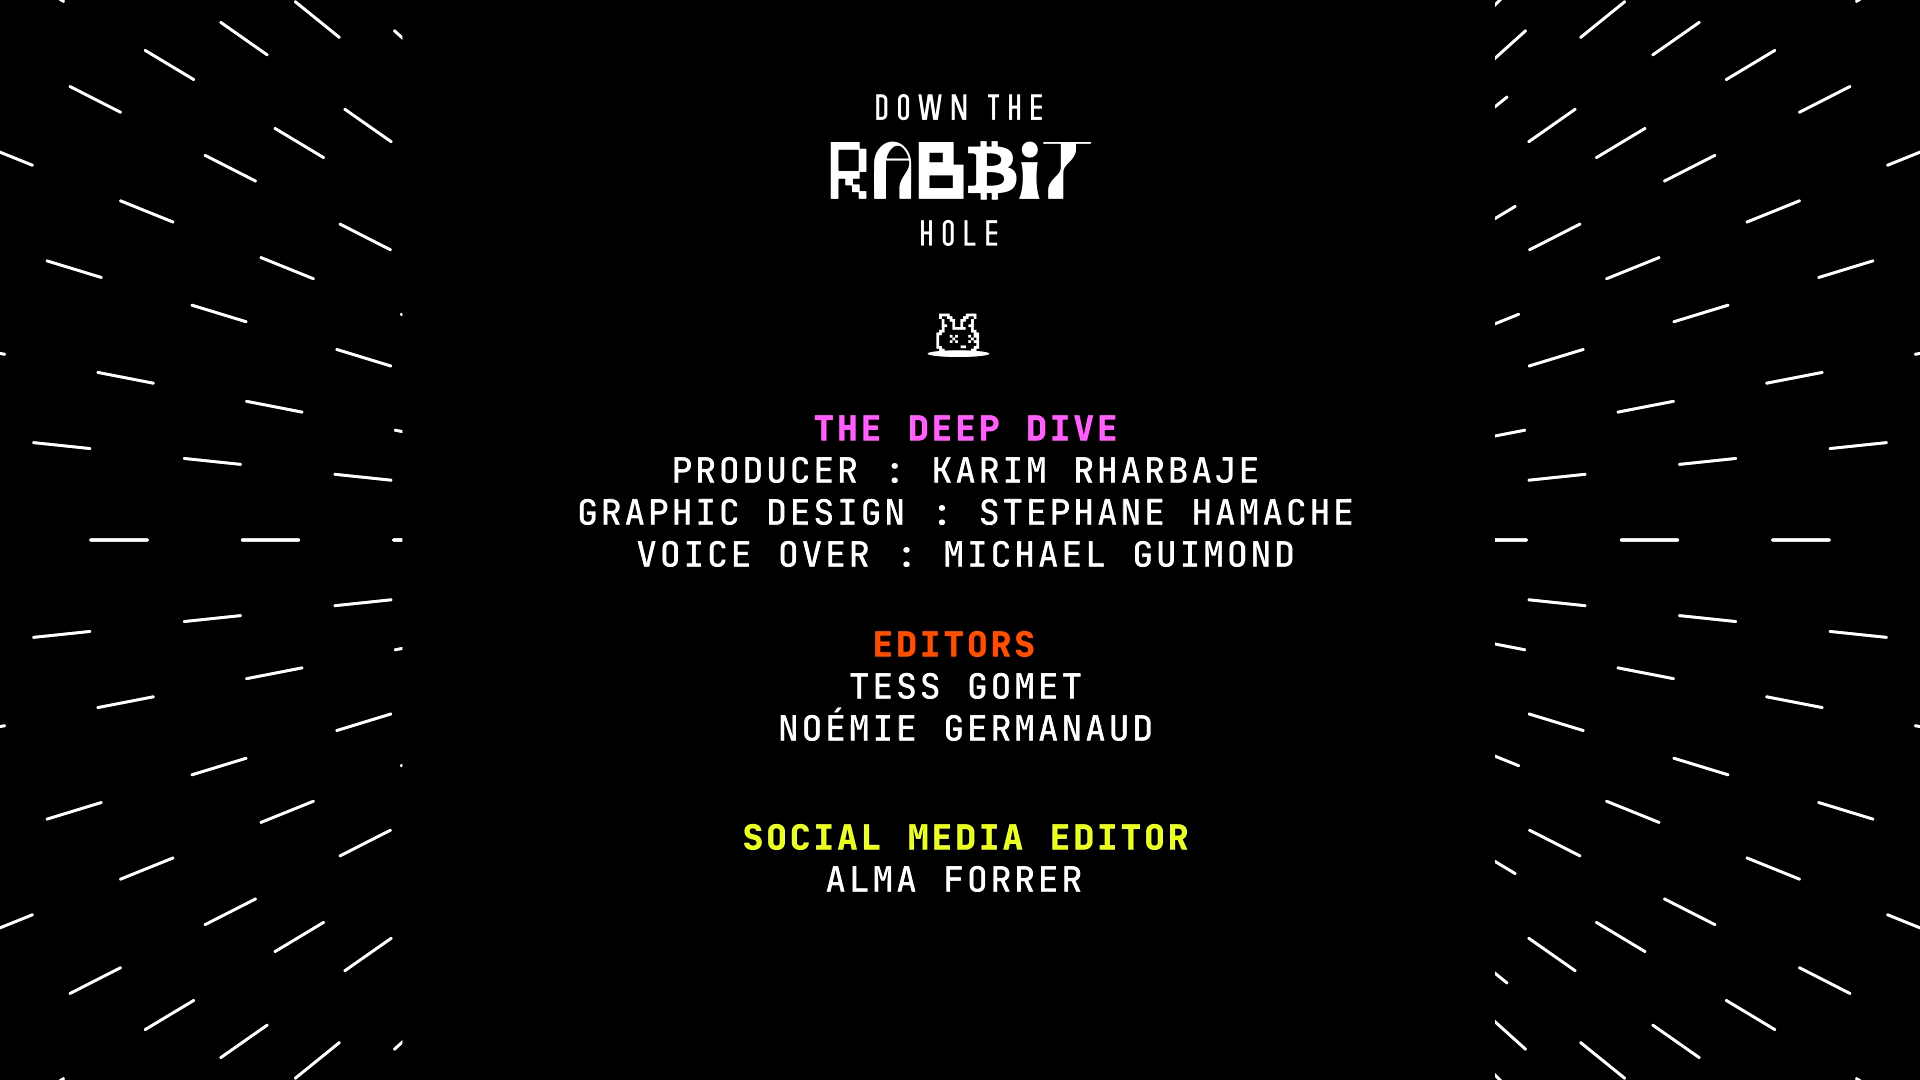 DOWN THE
RABBiT
HOLE
THE DEEP DIVE
PRODUCER : KARIM RHARBAJE
GRAPHIC DESIGN : STEPHANE HAMACHE
VOICE OVER : MICHAEL GUIMOND
EDITORS
TESS GOMET
NOÉMIE GERMANAUD
SOCIAL MEDIA EDITOR
ALMA FORRER